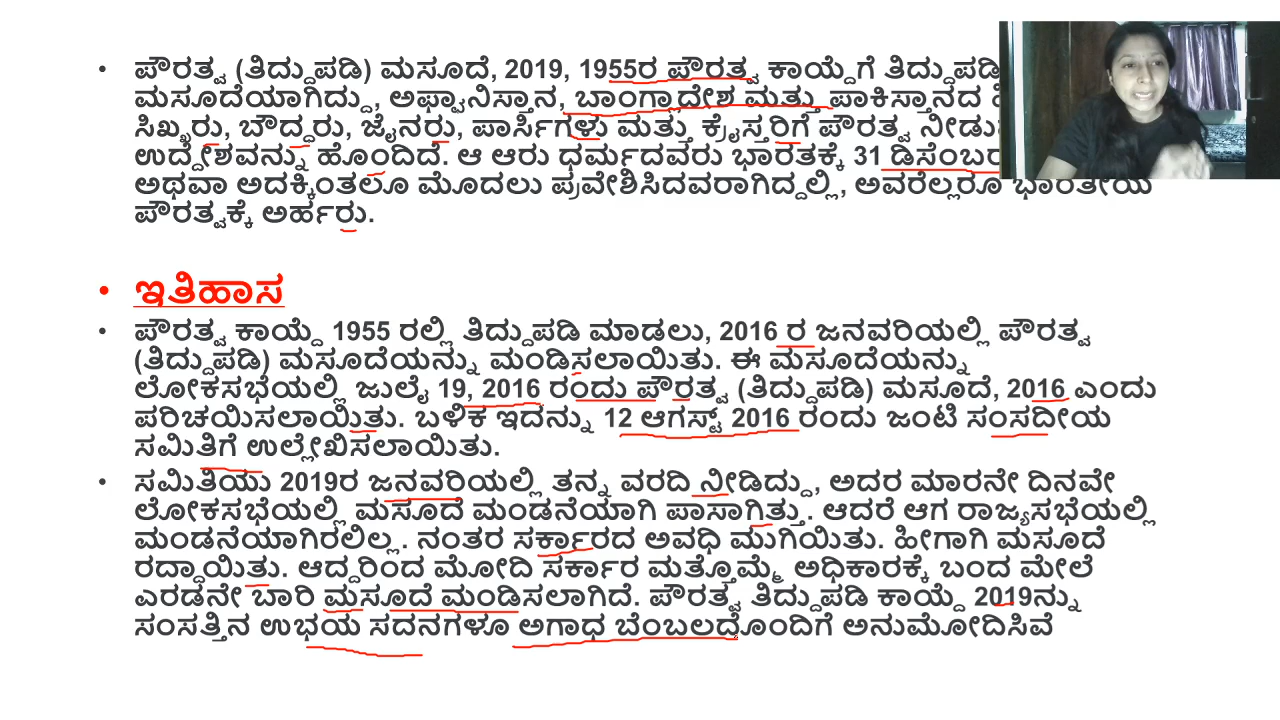 ಪೌರತ್ವ (ತಿದ್ದುಪಡಿ) ಮಸೂದೆ, 2019, 1955ರ ಪೌರತ್ವ ಕಾಯ್ದೆಗೆ ತಿದ್ದುಪಡಿ
ಮಸೂದೆಯಾಗಿದ್ದು, ಅಫ್ಘಾನಿಸ್ತಾನ, ಬಾಂಗ್ಲಾದೇಶ ಮತ್ತು ಪಾಕಿಸ್ತಾನದ
ಸಿಖ್ಖರು, ಬೌದ್ಧರು, ಜೈನರು, ಪಾರ್ಸಿಗಳು ಮತ್ತು ಕ್ರೈಸ್ತರಿಗೆ ಪೌರತ್ವ
ಉದ್ದೇಶವನ್ನು ಹೊಂದಿದೆ. ಆ ಆರು ಧರ್ಮದವರು ಭಾರತಕ್ಕೆ 31
ಅಥವಾ ಅದಕ್ಕಿಂತಲೂ ಮೊದಲು ಪ್ರವೇಶಿಸಿದವರಾಗಿದ್ದಲ್ಲಿ, ಅವರೆಲ್ಲರೂ ಭಾರತೀಯ
ಪೌರತ್ವಕ್ಕೆ ಅರ್ಹರು.
ಇತಿಹಾಸ
ಪೌರತ್ವ ಕಾಯ್ದೆ 1955 ರಲ್ಲಿ ತಿದ್ದುಪಡಿ ಮಾಡಲು, 2016 ರ ಜನವರಿಯಲ್ಲಿ ಪೌರತ್ವ
(ತಿದ್ದುಪಡಿ) ಮಸೂದೆಯನ್ನು ಮಂಡಿಸಲಾಯಿತು. ಈ ಮಸೂದೆಯನ್ನು
ಲೋಕಸಭೆಯಲ್ಲಿ ಜುಲೈ 19, 2016 ರಂದು ಪೌರತ್ವ (ತಿದ್ದುಪಡಿ) ಮಸೂದೆ, 2016 ಎಂದು
ಪರಿಚಯಿಸಲಾಯಿತು. ಬಳಿಕ ಇದನ್ನು 12 ಆಗಸ್ಟ್ 2016 ರಂದು ಜಂಟಿ ಸಂಸದೀಯ
ಸಮಿತಿಗೆ ಉಲ್ಲೇಖಿಸಲಾಯಿತು.
ಸಮಿತಿಯು 2019ರ ಜನವರಿಯಲ್ಲಿ ತನ್ನ ವರದಿ ನೀಡಿದ್ದು, ಅದರ ಮಾರನೇ ದಿನವೇ
ಲೋಕಸಭೆಯಲ್ಲಿ ಮಸೂದೆ ಮಂಡನೆಯಾಗಿ ಪಾಸಾಗಿತ್ತು. ಆದರೆ ಆಗ ರಾಜ್ಯಸಭೆಯಲ್ಲಿ
ಮಂಡನೆಯಾಗಿರಲಿಲ್ಲ. ನಂತರ ಸರ್ಕಾರದ ಅವಧಿ ಮುಗಿಯಿತು. ಹೀಗಾಗಿ ಮಸೂದೆ
ರದ್ದಾಯಿತು. ಆದ್ದರಿಂದ ಮೋದಿ ಸರ್ಕಾರ ಮತ್ತೊಮ್ಮೆ ಅಧಿಕಾರಕ್ಕೆ ಬಂದ ಮೇಲೆ
ಎರಡನೇ ಬಾರಿ ಮಸೂದೆ ಮಂಡಿಸಲಾಗಿದೆ. ಪೌರತ್ವ ತಿದ್ದುಪಡಿ ಕಾಯ್ದೆ 2019ನ್ನು
ಸಂಸತ್ತಿನ ಉಭಯ ಸದನಗಳೂ ಅಗಾಧ ಬೆಂಬಲದೊಂದಿಗೆ ಅನುಮೋದಿಸಿವೆ